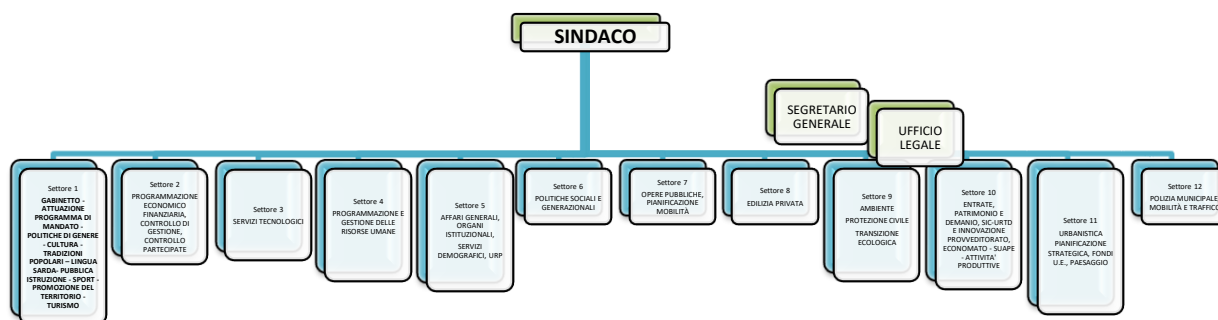 SINDACO
SEGRETARIO
GENERALE
UFFICIO
LEGALE
Settore 1
GABINETTO -
ATTUAZIONE
PROGRAMMA DI
MANDATO -
POLITICHE DI GENERE
- CULTURA -
TRADIZIONI
POPOLARI – LINGUA
SARDA- PUBBLICA
ISTRUZIONE - SPORT -
PROMOZIONE DEL
TERRITORIO -
TURISMO
Settore 2
PROGRAMMAZIONE
ECONOMICO
FINANZIARIA,
CONTROLLO DI
GESTIONE,
CONTROLLO
PARTECIPATE
Settore 3
SERVIZI TECNOLOGICI
Settore 4
PROGRAMMAZIONE E
GESTIONE DELLE
RISORSE UMANE
Settore 5
AFFARI GENERALI,
ORGANI
ISTITUZIONALI,
SERVIZI
DEMOGRAFICI, URP
Settore 6
POLITICHE SOCIALI E
GENERAZIONALI
Settore 7
OPERE PUBBLICHE,
PIANIFICAZIONE
MOBILITÀ
Settore 8
EDILIZIA PRIVATA
Settore 9
AMBIENTE
PROTEZIONE CIVILE
TRANSIZIONE
ECOLOGICA
Settore 10
ENTRATE,
PATRIMONIO E
DEMANIO, SIC-URTD
E INNOVAZIONE
PROVVEDITORATO,
ECONOMATO - SUAPE
- ATTIVITA'
PRODUTTIVE
Settore 11
URBANISTICA
PIANIFICAZIONE
STRATEGICA, FONDI
U.E., PAESAGGIO
Settore 12
POLIZIA MUNICIPALE,
MOBILITÀ E TRAFFICO